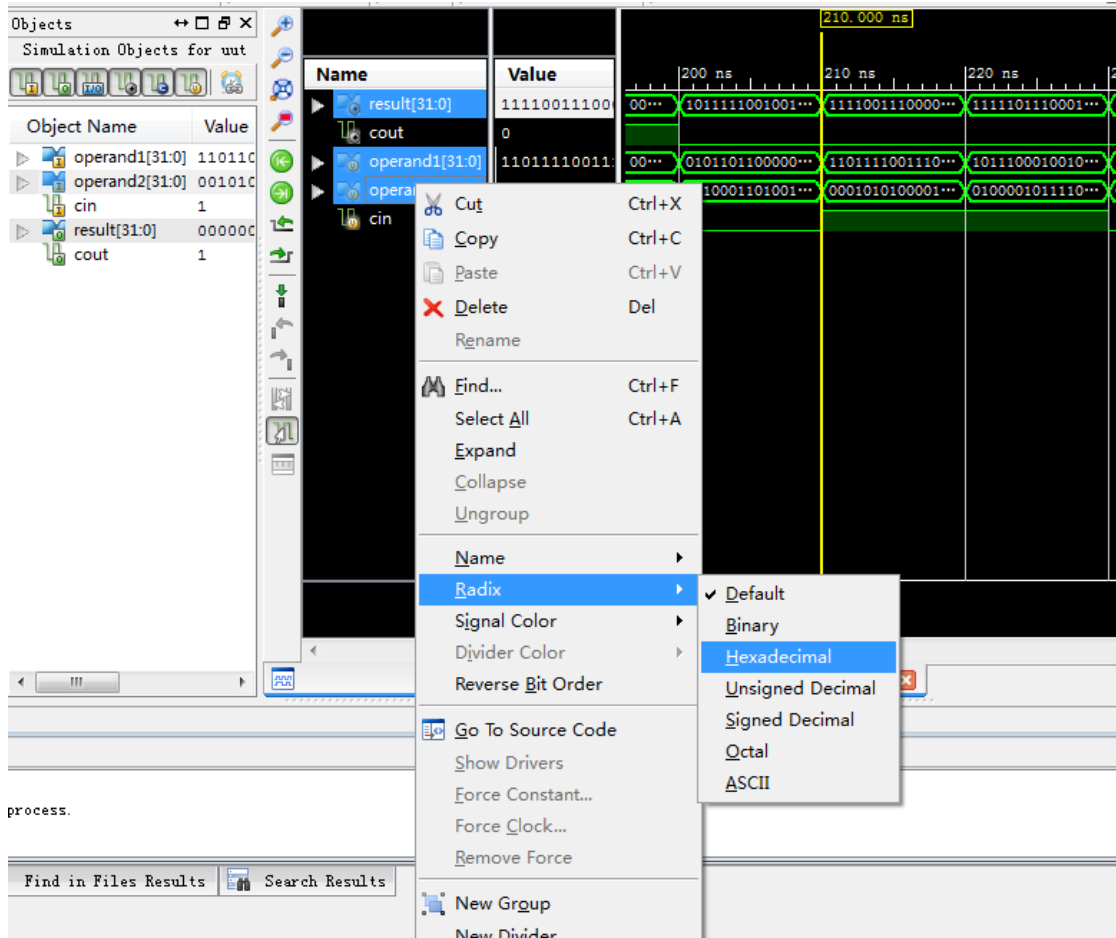 Objects
Simulation Objects for uut
Object Name Value
operand1[31:0] 110110
operand2[31:0] 001010
cin 1
result[31:0] 000000
cout 1
210.000 ns
Name Value
200 ns 210 ns 220 ns
result[31:0] 11110011100 00... 1011111001001... 1111001110000... 1111101110001...
cout 0
operand1[31:0] 11011110011 00... 0101101100000... 1101111001110... 1011100010010...
10001101001... 0001010100001... 0100001011110...
cin
Cut Ctrl+X
Copy Ctrl+C
Paste Ctrl+V
Delete Del
Rename
Find... Ctrl+F
Select All Ctrl+A
Expand
Collapse
Ungroup
Name
Radix
Signal Color
Divider Color
Reverse Bit Order
Go To Source Code
Show Drivers
Force Constant...
Force Clock...
Remove Force
New Group
New Divider
Default
Binary
Hexadecimal
Unsigned Decimal
Signed Decimal
Octal
ASCII
process.
Find in Files Results Search Results